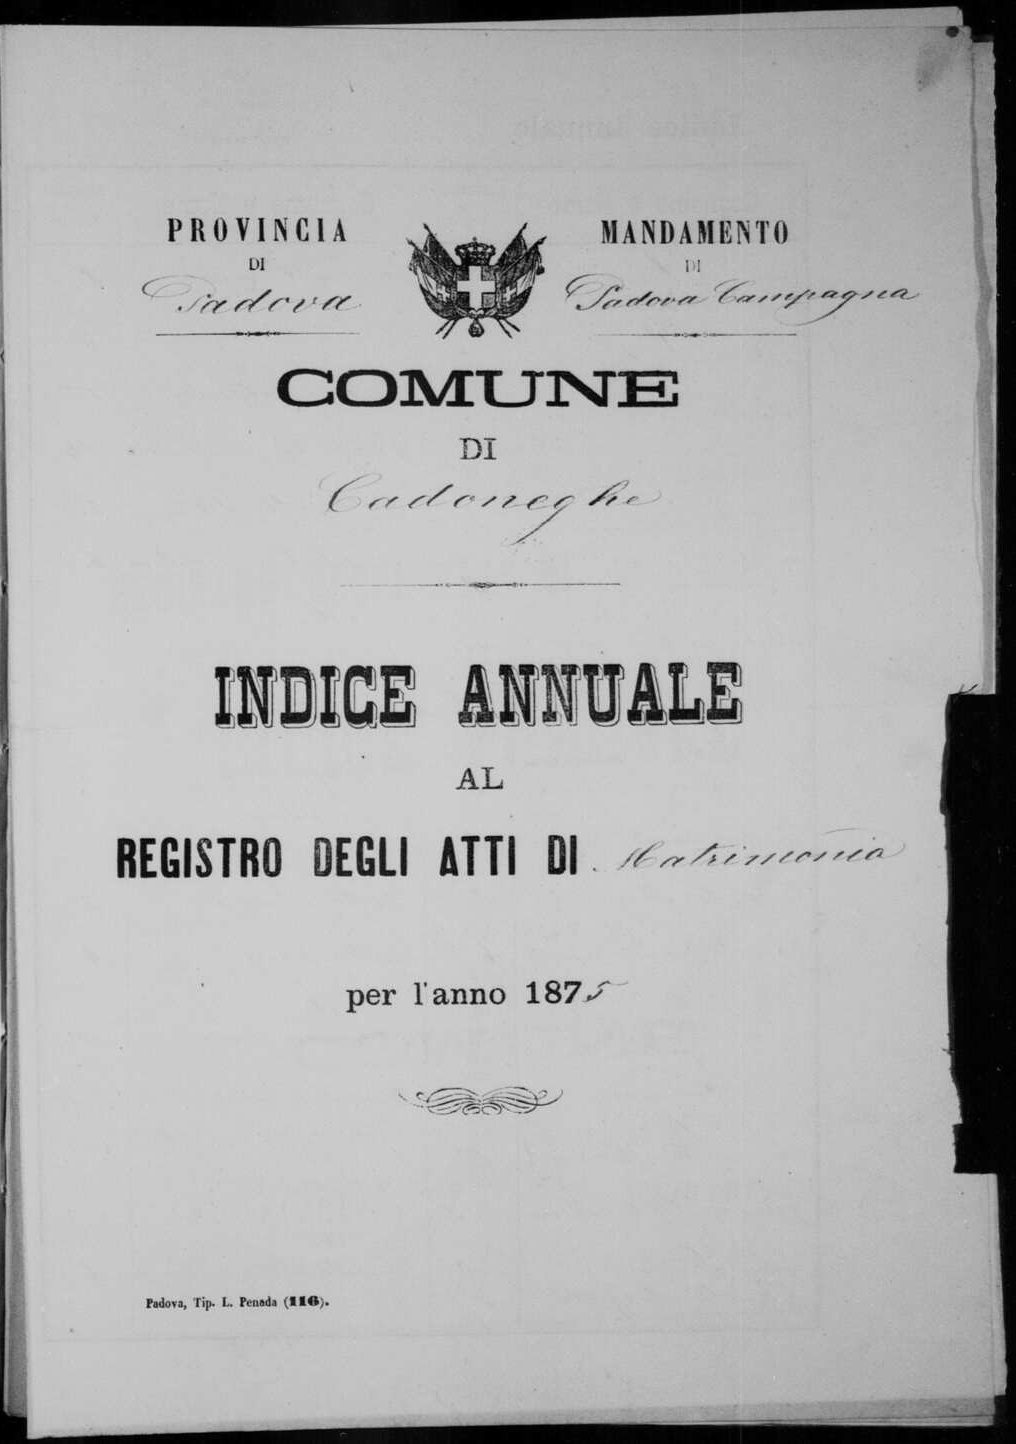 PROVINCIA
DI
Padova
MANDAMENTO
DI
Padova Campagna
COMUNE
DI
Cadoneghe
INDICE ANNUALE
AL
REGISTRO DEGLI ATTI DI Matrimonio
per l'anno 1875
Padova, Tip. L. Penada (116).